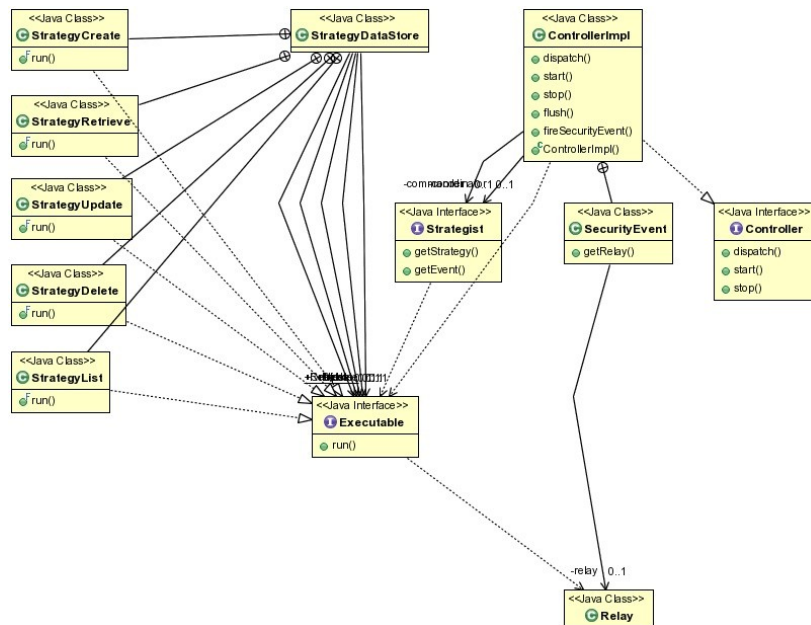 <<Java Class>>
StrategyCreate
run()
<<Java Class>>
StrategyDataStore
<<Java Class>>
ControllerImpl
dispatch()
start()
stop()
flush()
fireSecurityEvent()
ControllerImpl()
<<Java Class>>
StrategyRetrieve
run()
<<Java Class>>
StrategyUpdate
run()
0..1
<<Java Interface>>
Strategist
getStrategy()
getEvent()
<<Java Class>>
SecurityEvent
getRelay()
<<Java Interface>>
Controller
dispatch()
start()
stop()
<<Java Class>>
StrategyDelete
run()
<<Java Class>>
StrategyList
run()
<<Java Interface>>
Executable
run()
-relay 0..1
<<Java Class>>
Relay